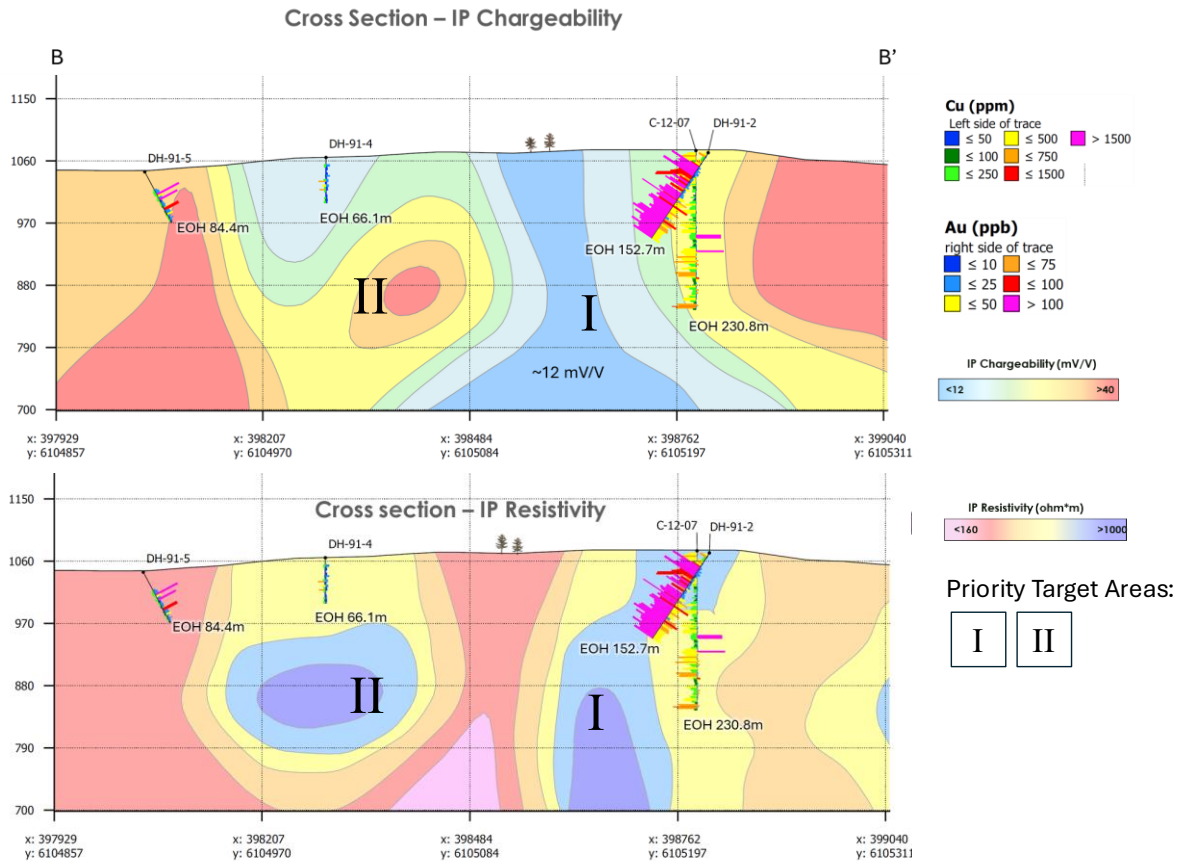 Cross Section – IP Chargeability
B
B’
1150
1060
970
880
790
700
DH-91-5
DH-91-4
C-12-07
DH-91-2
EOH 84.4m
EOH 66.1m
EOH 152.7m
EOH 230.8m
II
I
~12 mV/V
x: 397929
y: 6104857
x: 398207
y: 6104970
x: 398484
y: 6105084
x: 398762
y: 6105197
x: 399040
y: 6105311
Cu (ppm)
Left side of trace
≤ 50
≤ 500
> 1500
≤ 100
≤ 750
≤ 250
≤ 1500
Au (ppb)
right side of trace
≤ 10
≤ 75
≤ 25
≤ 100
≤ 50
> 100
IP Chargeability (mV/V)
<12
>40
Cross section – IP Resistivity
1150
1060
970
880
790
700
DH-91-5
DH-91-4
C-12-07
DH-91-2
EOH 84.4m
EOH 66.1m
EOH 152.7m
EOH 230.8m
II
I
x: 397929
y: 6104857
x: 398207
y: 6104970
x: 398484
y: 6105084
x: 398762
y: 6105197
x: 399040
y: 6105311
IP Resistivity (ohm*m)
<160
>1000
Priority Target Areas:
I
II